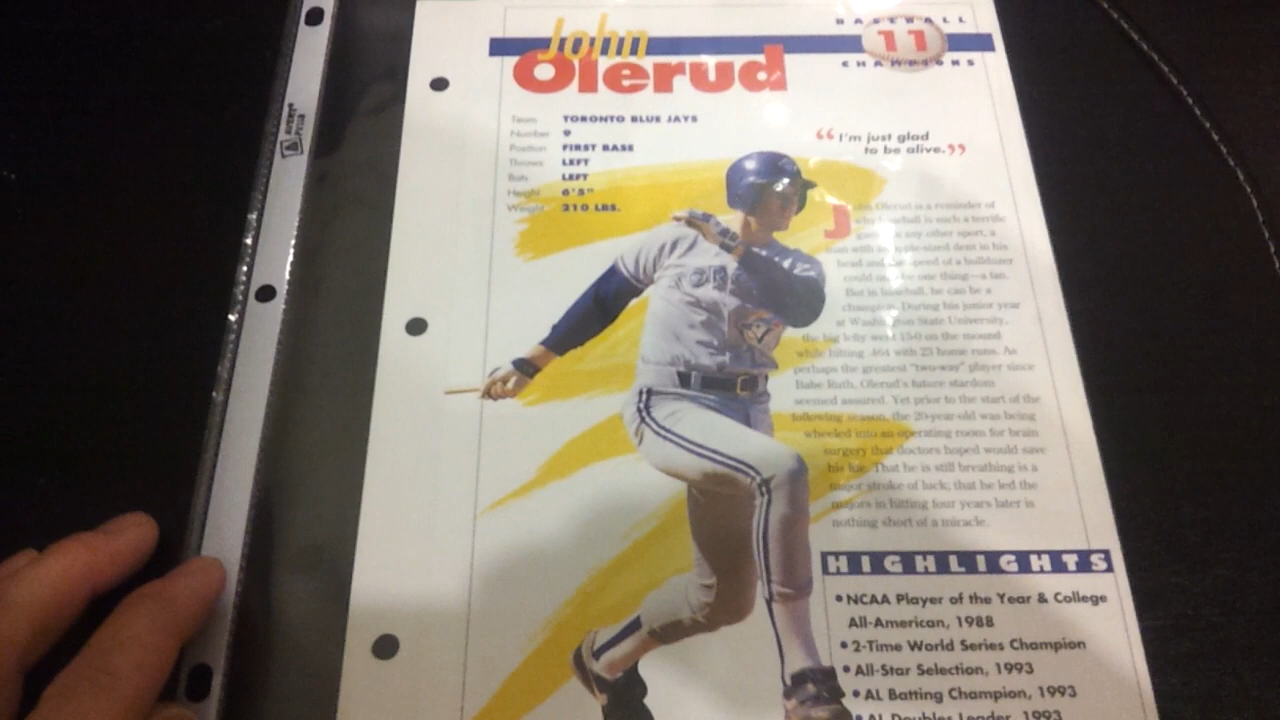 John
Olerud
BASEBALL
11
CHAMPIONS
Team TORONTO BLUE JAYS
Number 9
Position FIRST BASE
Throws LEFT
Bats LEFT
Height 6'5"
Weight 210 LBS.
“I'm just glad
to be alive.”
John Olerud is a reminder of
why baseball is such a terrific
game. In any other sport, a
man with an apple-sized dent in his
head and the speed of a bulldozer
could only be one thing—a fan.
But in baseball, he can be a
champion. During his junior year
at Washington State University,
the big lefty went 15-0 on the mound
while hitting .464 with 23 home runs. As
perhaps the greatest "two-way" player since
Babe Ruth, Olerud's future stardom
seemed assured. Yet prior to the start of the
following season, the 20-year-old was being
wheeled into an operating room for brain
surgery that doctors hoped would save
his life. That he is still breathing is a
major stroke of luck; that he led the
majors in hitting four years later is
nothing short of a miracle.
HIGHLIGHTS
•NCAA Player of the Year & College
All-American, 1988
•2-Time World Series Champion
•All-Star Selection, 1993
•AL Batting Champion, 1993
•AL Doubles Leader, 1993